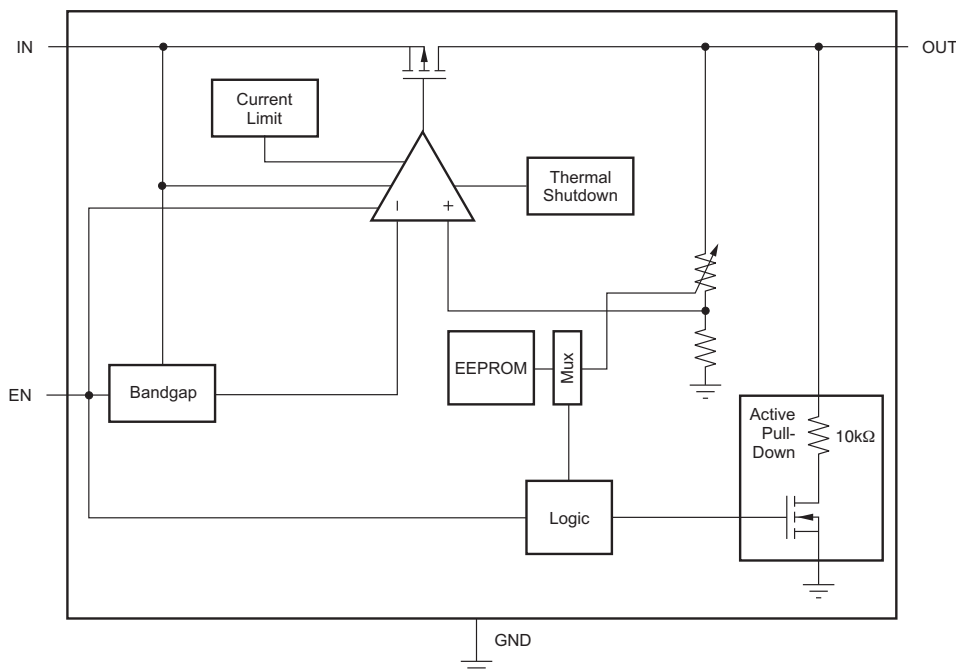 IN
OUT
Current
Limit
Thermal
Shutdown
EEPROM
Mux
EN
Bandgap
Active
Pull-
Down
10kΩ
Logic
GND